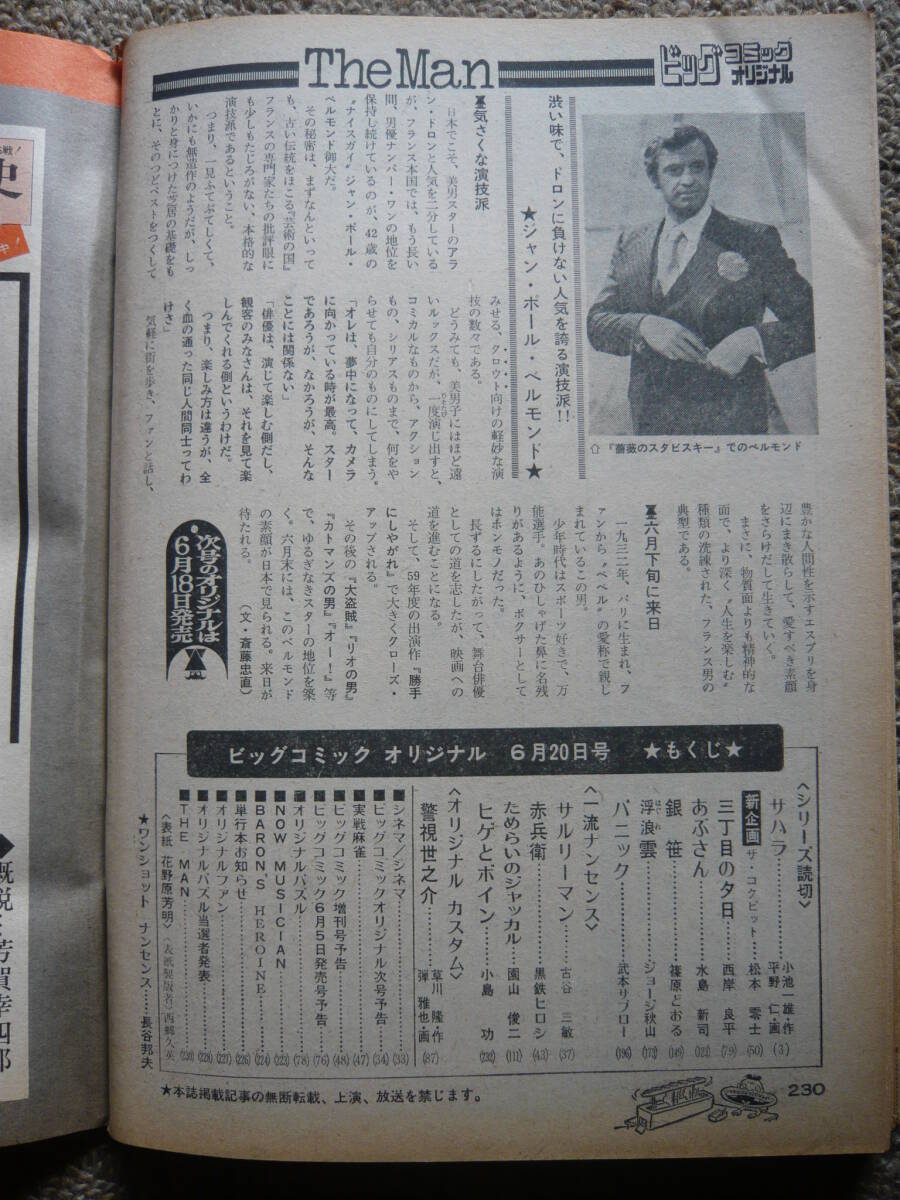 The Man
ビッグコミックオリジナル
渋い味で、ドロンに負けない人気を誇る演技派!!
★ジャン・ポール・ベルモンド★
⇧『薔薇のスタビスキー』でのベルモンド
気さくな演技派
日本でこそ、美男スターのアラ
ン・ドロンと人気を二分している
が、フランス本国では、もう長い
間、男優ナンバー・ワンの地位を
保持し続けているのが、42歳の
〝ナイスガイ〟ジャン・ポール・
ベルモンド御大だ。
その秘密は、まずなんといって
も、古い伝統をほこる『芸術の国』
フランスの専門家たちの批評眼に
も少しもたじろがない、本格的な
演技派であるということ。
つまり、一見ふてぶてしくて、
いかにも無造作のようだが、しっ
かりと身につけた芝居の基礎をも
とに、そのつどベストをつくして
みせる、クロウト向けの軽妙な演
技の数々である。
どうみても、美男子にはほど遠
いルックスだが、一度演じ出すと、
コミカルなものから、アクション
もの、シリアスものまで、何をや
らせても自分のものにしてしまう。
「オレは、夢中になって、カメラ
に向かっている時が最高。スター
であろうが、なかろうが、そんな
ことには関係ない」
「俳優は、演じて楽しむ側だし、
観客のみなさんは、それを見て楽
しんでくれる側というわけだ。
つまり、楽しみ方は違うが、全
く血の通った同じ人間同士ってわ
けさ」
気軽に街を歩き、ファンと話し、
豊かな人間性を示すエスプリを身
辺にまき散らして、愛すべき素顔
をさらけだして生きていく。
まさに、物質面よりも精神的な
面で、より深く〝人生を楽しむ〟
種類の洗練された、フランス男の
典型である。
六月下旬に来日
一九三二年、パリに生まれ、フ
ァンから〝ベベル〟の愛称で親し
まれているこの男。
少年時代はスポーツ好きで、万
能選手。あのひしゃげた鼻に名残
りがあるように、ボクサーとして
はホンモノだった。
長ずるにしたがって、舞台俳優
としての道を志したが、映画への
道を進むことになる。
そして、59年度の出演作『勝手
にしやがれ』で大きくクローズ・
アップされる。
その後の『大盗賊』『リオの男』
『カトマンズの男』『オー!』等
で、ゆるぎなきスターの地位を築
く。六月末には、このベルモンド
の素顔が日本で見られる。来日が
待たれる。
(文・斎藤忠直)
次号のオリジナルは
6月18日発売
ビッグコミック オリジナル 6月20日号 ★もくじ★
〈シリーズ読切〉
サハラ……小池一雄・作 平野 仁・画(3)
新企画 ザ・コクピット……松本 零士(50)
三丁目の夕日……西岸 良平(79)
あぶさん……水島 新司(123)
銀 笹……篠原とおる(149)
浮浪雲……ジョージ秋山(173)
パニック……武本サブロー(196)
〈一流ナンセンス〉
サルリーマン……古谷 三敏(37)
赤兵衛……黒鉄ヒロシ(43)
ためらいのジャッカル……園山 俊二(111)
ヒゲとボイン……小島 功(232)
〈オリジナル カスタム〉
警視世之介……草川 隆・作 弾 雅也・画(87)
■シネマ／シネマ……(33)
■ビッグコミックオリジナル次号予告……(34)
■実戦麻雀……(47)
■ビッグコミック増刊号予告……(48)
■ビッグコミック6月5日発売号予告……(76)
■オリジナルパズル……(78)
■NOW MUSICIAN……(223)
■BARON'S HEROINE……(224)
■単行本お知らせ……(226)
■オリジナルファン……(227)
■オリジナルパズル当選者発表……(228)
■THE MAN……(230)
〈表紙 花野原芳明〉〈表紙製版者・西郷久英〉
★ワンショット ナンセンス……長谷邦夫
★本誌掲載記事の無断転載、上演、放送を禁じます。
230
概説：芳賀幸四郎